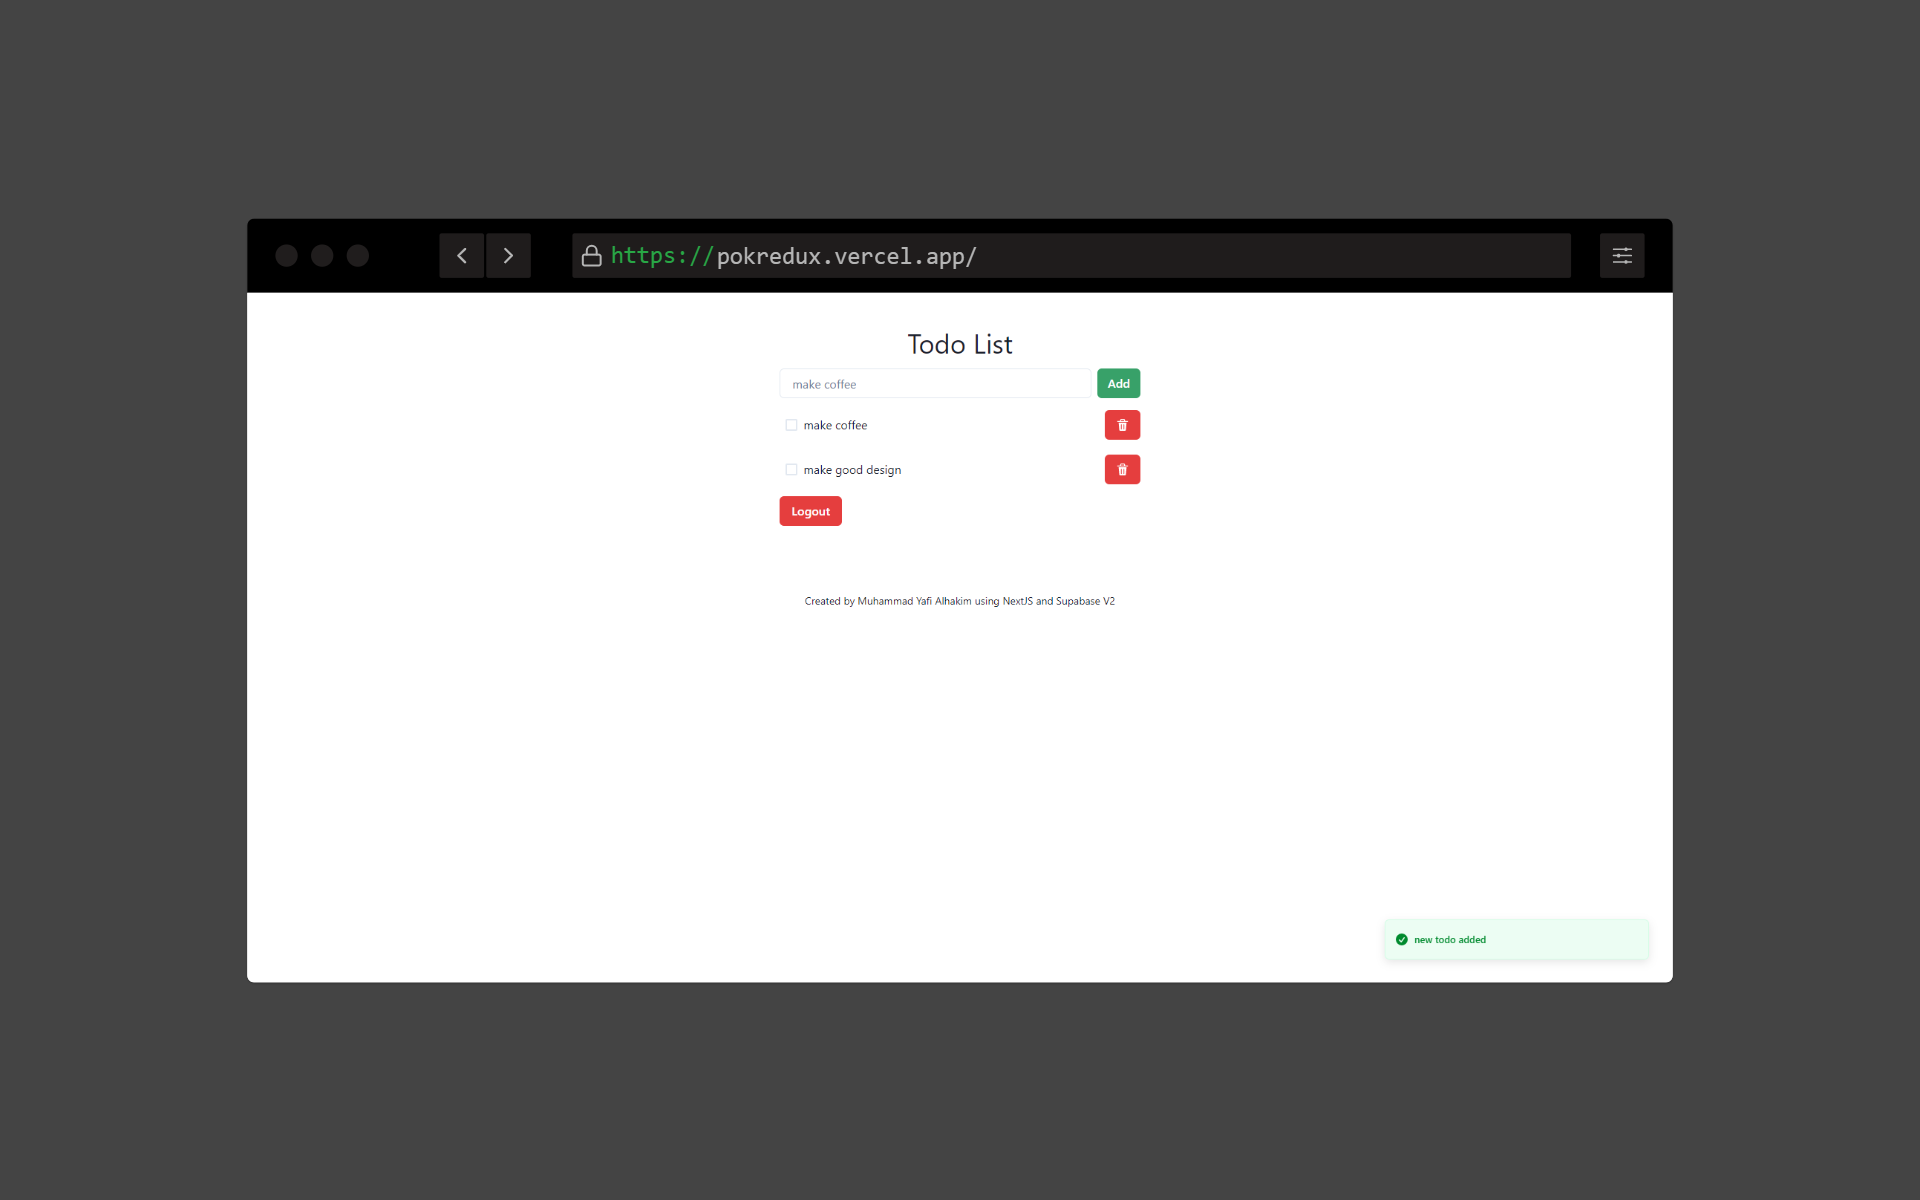 https://pokredux.vercel.app/
Todo List
make coffee
Add
make coffee
make good design
Logout
Created by Muhammad Yafi Alhakim using NextJS and Supabase V2
new todo added